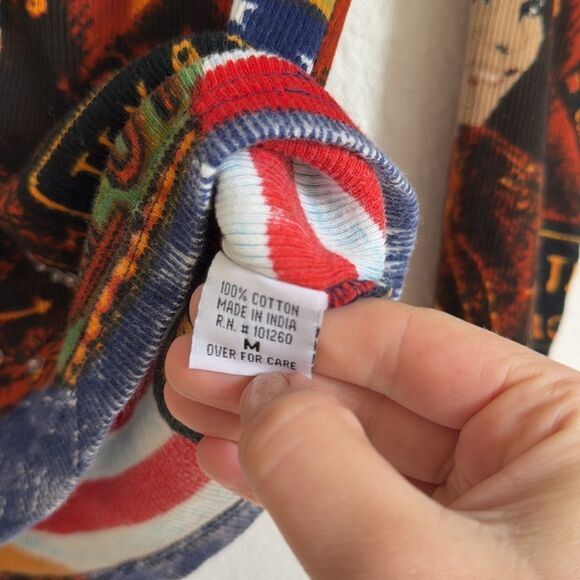 100% COTTON
MADE IN INDIA
R.N. # 101260
M
OVER FOR CARE